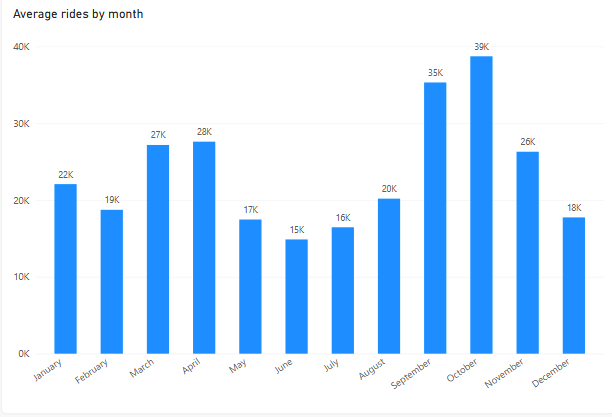 Average rides by month
40K
30K
20K
10K
0K
22K
19K
27K
28K
17K
15K
16K
20K
35K
39K
26K
18K
January
February
March
April
May
June
July
August
September
October
November
December